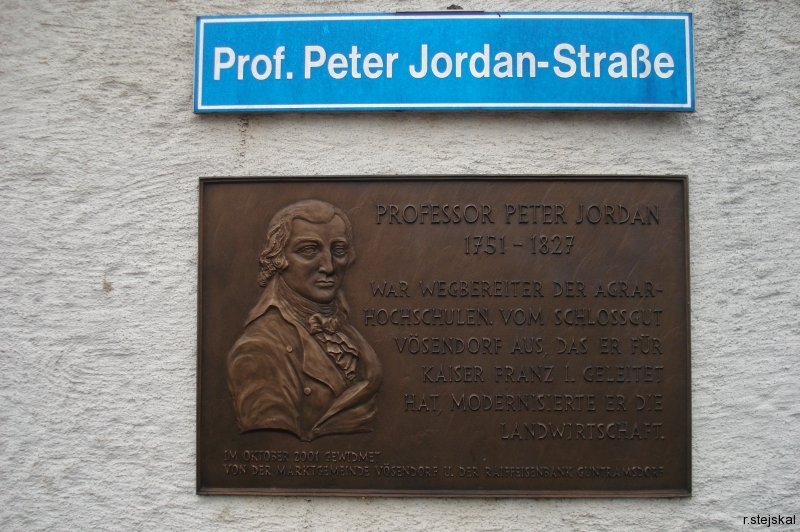 Prof. Peter Jordan-Straße
PROFESSOR PETER JORDAN
1751 - 1827
WAR WEGBEREITER DER AGRAR-
HOCHSCHULEN. VOM SCHLOSSGUT
VÖSENDORF AUS, DAS ER FÜR
KAISER FRANZ I. GELEITET
HAT, MODERNISIERTE ER DIE
LANDWIRTSCHAFT.
IM OKTOBER 2001 GEWIDMET
VON DER MARKTGEMEINDE VÖSENDORF U. DER RAIFFEISENBANK GUNTRAMSDORF
r.stejskal